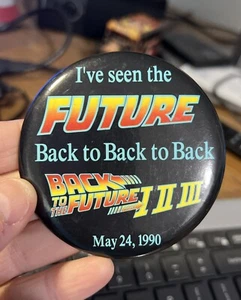 I've seen the
FUTURE
Back to Back to Back
BACK
TO THE
FUTURE I II III
May 24, 1990